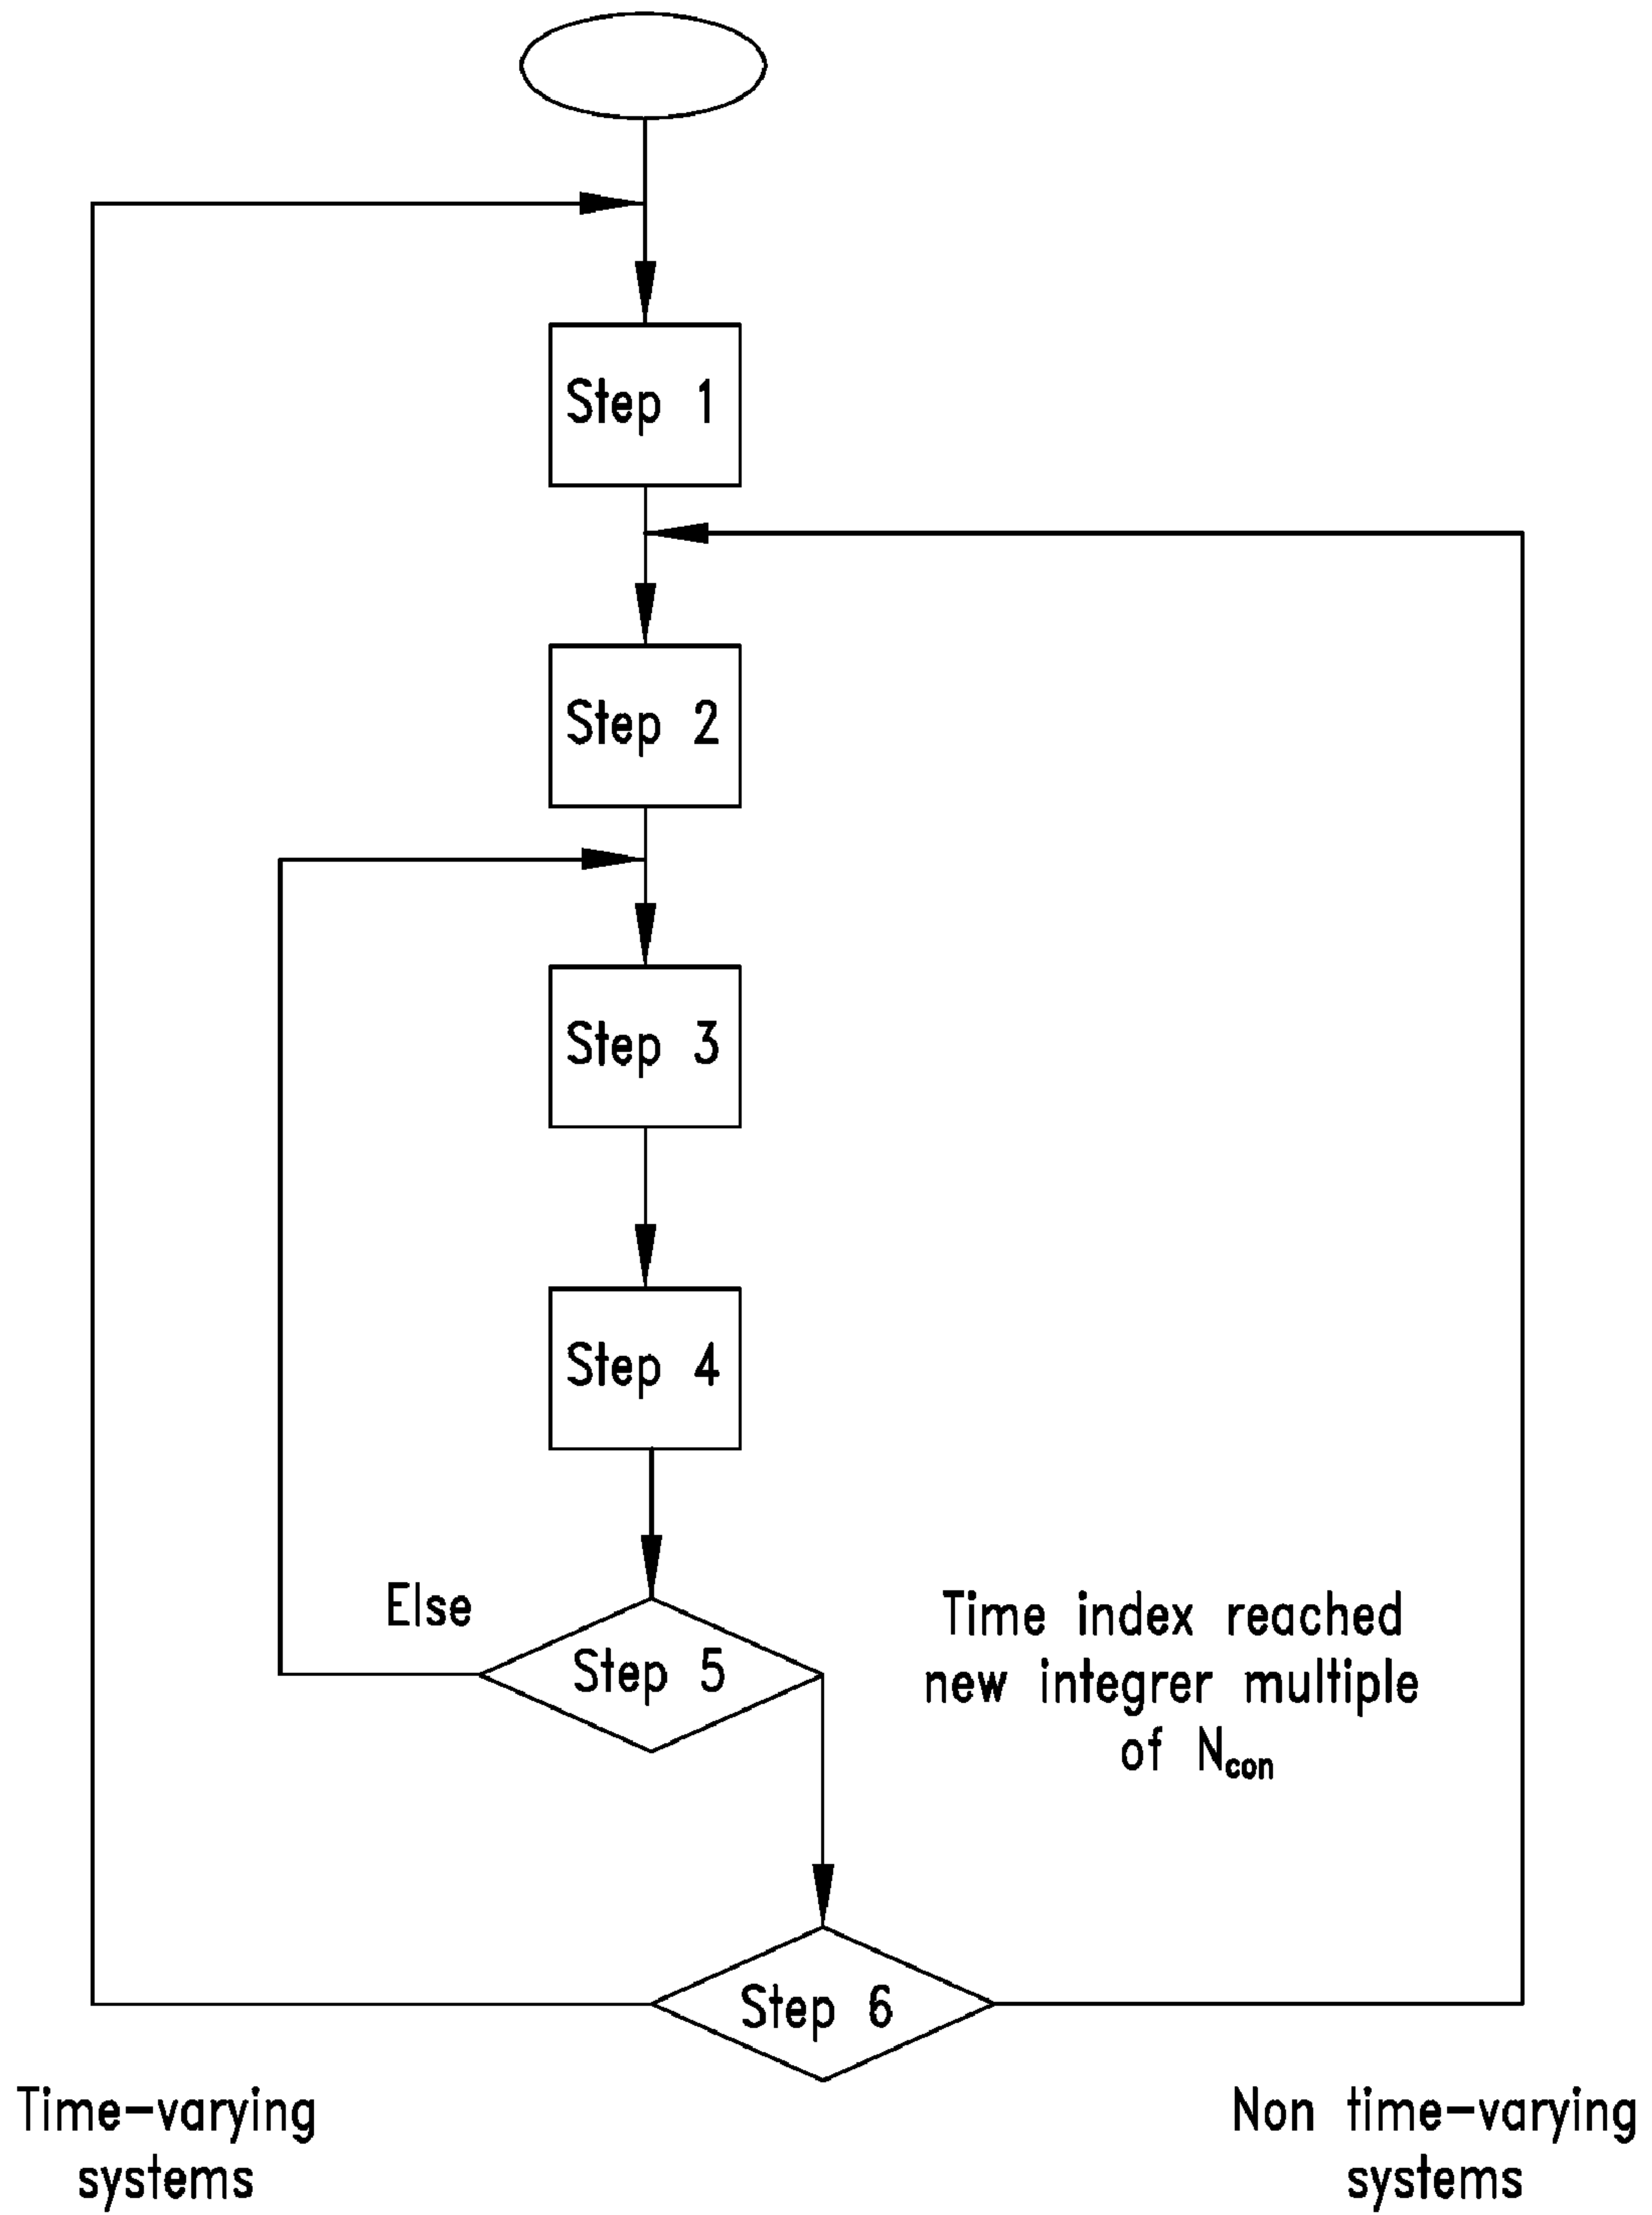 Step 1
Step 2
Step 3
Step 4
Else
Step 5
Time index reached
new integrer multiple
of Ncon
Step 6
Time-varying
systems
Non time-varying
systems